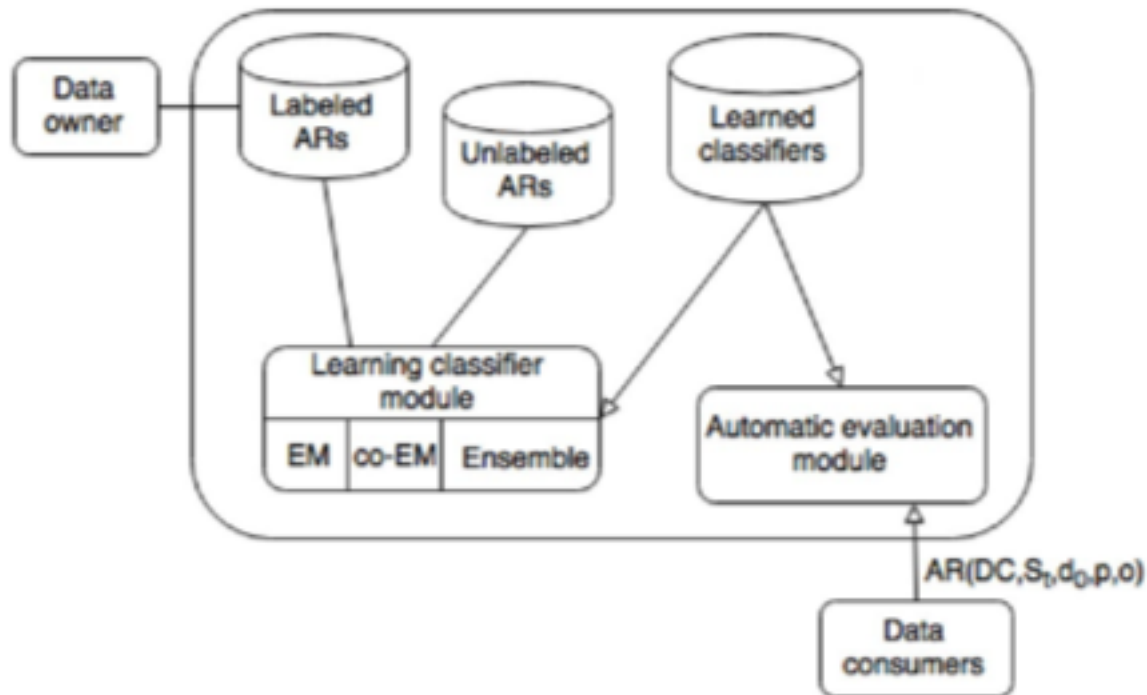 Data
owner
Labeled
ARs
Unlabeled
ARs
Learned
classifiers
Learning classifier
module
EM
co-EM
Ensemble
Automatic evaluation
module
AR(DC,St,d0,p,o)
Data
consumers